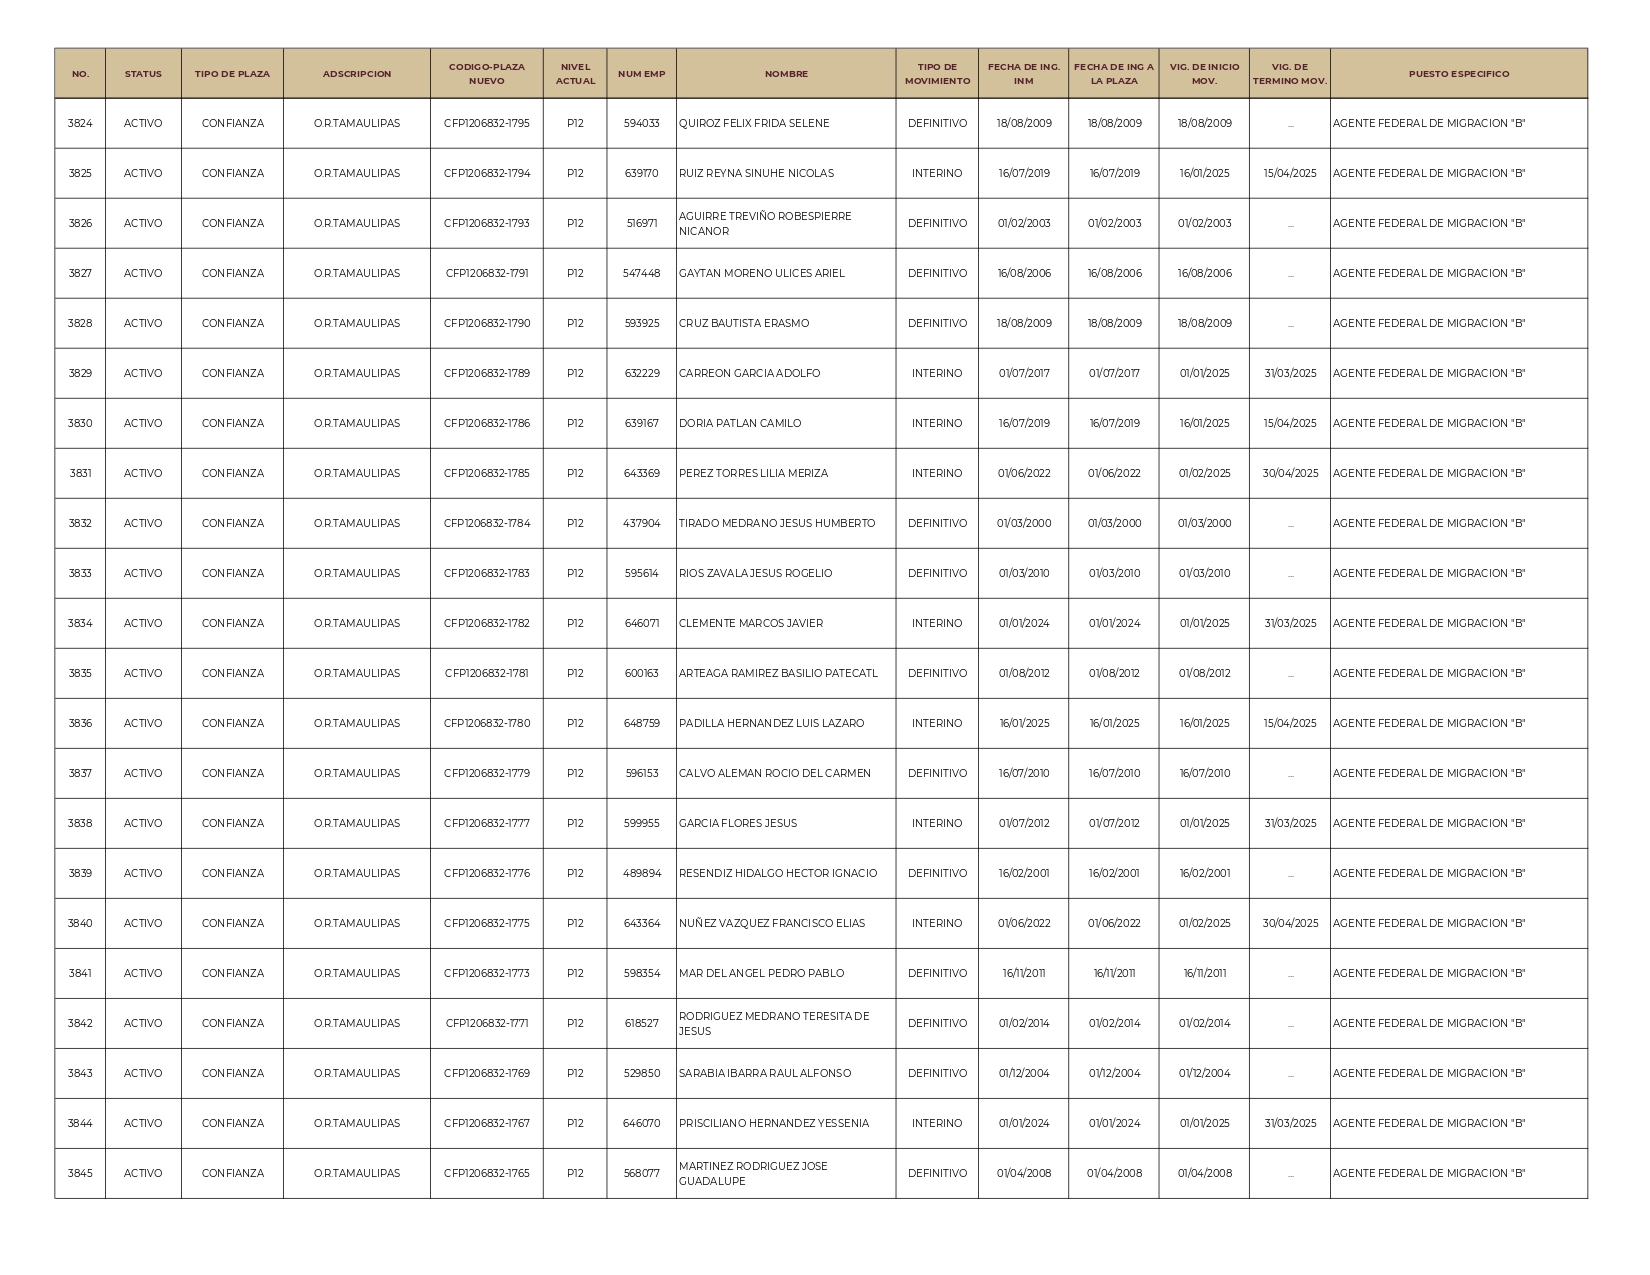 NO. STATUS TIPO DE PLAZA ADSCRIPCION CODIGO-PLAZA NUEVO NIVEL ACTUAL NUM EMP NOMBRE TIPO DE MOVIMIENTO FECHA DE ING. INM FECHA DE ING A LA PLAZA VIG. DE INICIO MOV. VIG. DE TERMINO MOV. PUESTO ESPECIFICO
3824 ACTIVO CONFIANZA O.R.TAMAULIPAS CFP1206832-1795 P12 594033 QUIROZ FELIX FRIDA SELENE DEFINITIVO 18/08/2009 18/08/2009 18/08/2009 ... AGENTE FEDERAL DE MIGRACION "B"
3825 ACTIVO CONFIANZA O.R.TAMAULIPAS CFP1206832-1794 P12 639170 RUIZ REYNA SINUHE NICOLAS INTERINO 16/07/2019 16/07/2019 16/01/2025 15/04/2025 AGENTE FEDERAL DE MIGRACION "B"
3826 ACTIVO CONFIANZA O.R.TAMAULIPAS CFP1206832-1793 P12 516971 AGUIRRE TREVIÑO ROBESPIERRE NICANOR DEFINITIVO 01/02/2003 01/02/2003 01/02/2003 ... AGENTE FEDERAL DE MIGRACION "B"
3827 ACTIVO CONFIANZA O.R.TAMAULIPAS CFP1206832-1791 P12 547448 GAYTAN MORENO ULICES ARIEL DEFINITIVO 16/08/2006 16/08/2006 16/08/2006 ... AGENTE FEDERAL DE MIGRACION "B"
3828 ACTIVO CONFIANZA O.R.TAMAULIPAS CFP1206832-1790 P12 593925 CRUZ BAUTISTA ERASMO DEFINITIVO 18/08/2009 18/08/2009 18/08/2009 ... AGENTE FEDERAL DE MIGRACION "B"
3829 ACTIVO CONFIANZA O.R.TAMAULIPAS CFP1206832-1789 P12 632229 CARREON GARCIA ADOLFO INTERINO 01/07/2017 01/07/2017 01/01/2025 31/03/2025 AGENTE FEDERAL DE MIGRACION "B"
3830 ACTIVO CONFIANZA O.R.TAMAULIPAS CFP1206832-1786 P12 639167 DORIA PATLAN CAMILO INTERINO 16/07/2019 16/07/2019 16/01/2025 15/04/2025 AGENTE FEDERAL DE MIGRACION "B"
3831 ACTIVO CONFIANZA O.R.TAMAULIPAS CFP1206832-1785 P12 643369 PEREZ TORRES LILIA MERIZA INTERINO 01/06/2022 01/06/2022 01/02/2025 30/04/2025 AGENTE FEDERAL DE MIGRACION "B"
3832 ACTIVO CONFIANZA O.R.TAMAULIPAS CFP1206832-1784 P12 437904 TIRADO MEDRANO JESUS HUMBERTO DEFINITIVO 01/03/2000 01/03/2000 01/03/2000 ... AGENTE FEDERAL DE MIGRACION "B"
3833 ACTIVO CONFIANZA O.R.TAMAULIPAS CFP1206832-1783 P12 595614 RIOS ZAVALA JESUS ROGELIO DEFINITIVO 01/03/2010 01/03/2010 01/03/2010 ... AGENTE FEDERAL DE MIGRACION "B"
3834 ACTIVO CONFIANZA O.R.TAMAULIPAS CFP1206832-1782 P12 646071 CLEMENTE MARCOS JAVIER INTERINO 01/01/2024 01/01/2024 01/01/2025 31/03/2025 AGENTE FEDERAL DE MIGRACION "B"
3835 ACTIVO CONFIANZA O.R.TAMAULIPAS CFP1206832-1781 P12 600163 ARTEAGA RAMIREZ BASILIO PATECATL DEFINITIVO 01/08/2012 01/08/2012 01/08/2012 ... AGENTE FEDERAL DE MIGRACION "B"
3836 ACTIVO CONFIANZA O.R.TAMAULIPAS CFP1206832-1780 P12 648759 PADILLA HERNANDEZ LUIS LAZARO INTERINO 16/01/2025 16/01/2025 16/01/2025 15/04/2025 AGENTE FEDERAL DE MIGRACION "B"
3837 ACTIVO CONFIANZA O.R.TAMAULIPAS CFP1206832-1779 P12 596153 CALVO ALEMAN ROCIO DEL CARMEN DEFINITIVO 16/07/2010 16/07/2010 16/07/2010 ... AGENTE FEDERAL DE MIGRACION "B"
3838 ACTIVO CONFIANZA O.R.TAMAULIPAS CFP1206832-1777 P12 599955 GARCIA FLORES JESUS INTERINO 01/07/2012 01/07/2012 01/01/2025 31/03/2025 AGENTE FEDERAL DE MIGRACION "B"
3839 ACTIVO CONFIANZA O.R.TAMAULIPAS CFP1206832-1776 P12 489894 RESENDIZ HIDALGO HECTOR IGNACIO DEFINITIVO 16/02/2001 16/02/2001 16/02/2001 ... AGENTE FEDERAL DE MIGRACION "B"
3840 ACTIVO CONFIANZA O.R.TAMAULIPAS CFP1206832-1775 P12 643364 NUÑEZ VAZQUEZ FRANCISCO ELIAS INTERINO 01/06/2022 01/06/2022 01/02/2025 30/04/2025 AGENTE FEDERAL DE MIGRACION "B"
3841 ACTIVO CONFIANZA O.R.TAMAULIPAS CFP1206832-1773 P12 598354 MAR DEL ANGEL PEDRO PABLO DEFINITIVO 16/11/2011 16/11/2011 16/11/2011 ... AGENTE FEDERAL DE MIGRACION "B"
3842 ACTIVO CONFIANZA O.R.TAMAULIPAS CFP1206832-1771 P12 618527 RODRIGUEZ MEDRANO TERESITA DE JESUS DEFINITIVO 01/02/2014 01/02/2014 01/02/2014 ... AGENTE FEDERAL DE MIGRACION "B"
3843 ACTIVO CONFIANZA O.R.TAMAULIPAS CFP1206832-1769 P12 529850 SARABIA IBARRA RAUL ALFONSO DEFINITIVO 01/12/2004 01/12/2004 01/12/2004 ... AGENTE FEDERAL DE MIGRACION "B"
3844 ACTIVO CONFIANZA O.R.TAMAULIPAS CFP1206832-1767 P12 646070 PRISCILIANO HERNANDEZ YESSENIA INTERINO 01/01/2024 01/01/2024 01/01/2025 31/03/2025 AGENTE FEDERAL DE MIGRACION "B"
3845 ACTIVO CONFIANZA O.R.TAMAULIPAS CFP1206832-1765 P12 568077 MARTINEZ RODRIGUEZ JOSE GUADALUPE DEFINITIVO 01/04/2008 01/04/2008 01/04/2008 ... AGENTE FEDERAL DE MIGRACION "B"